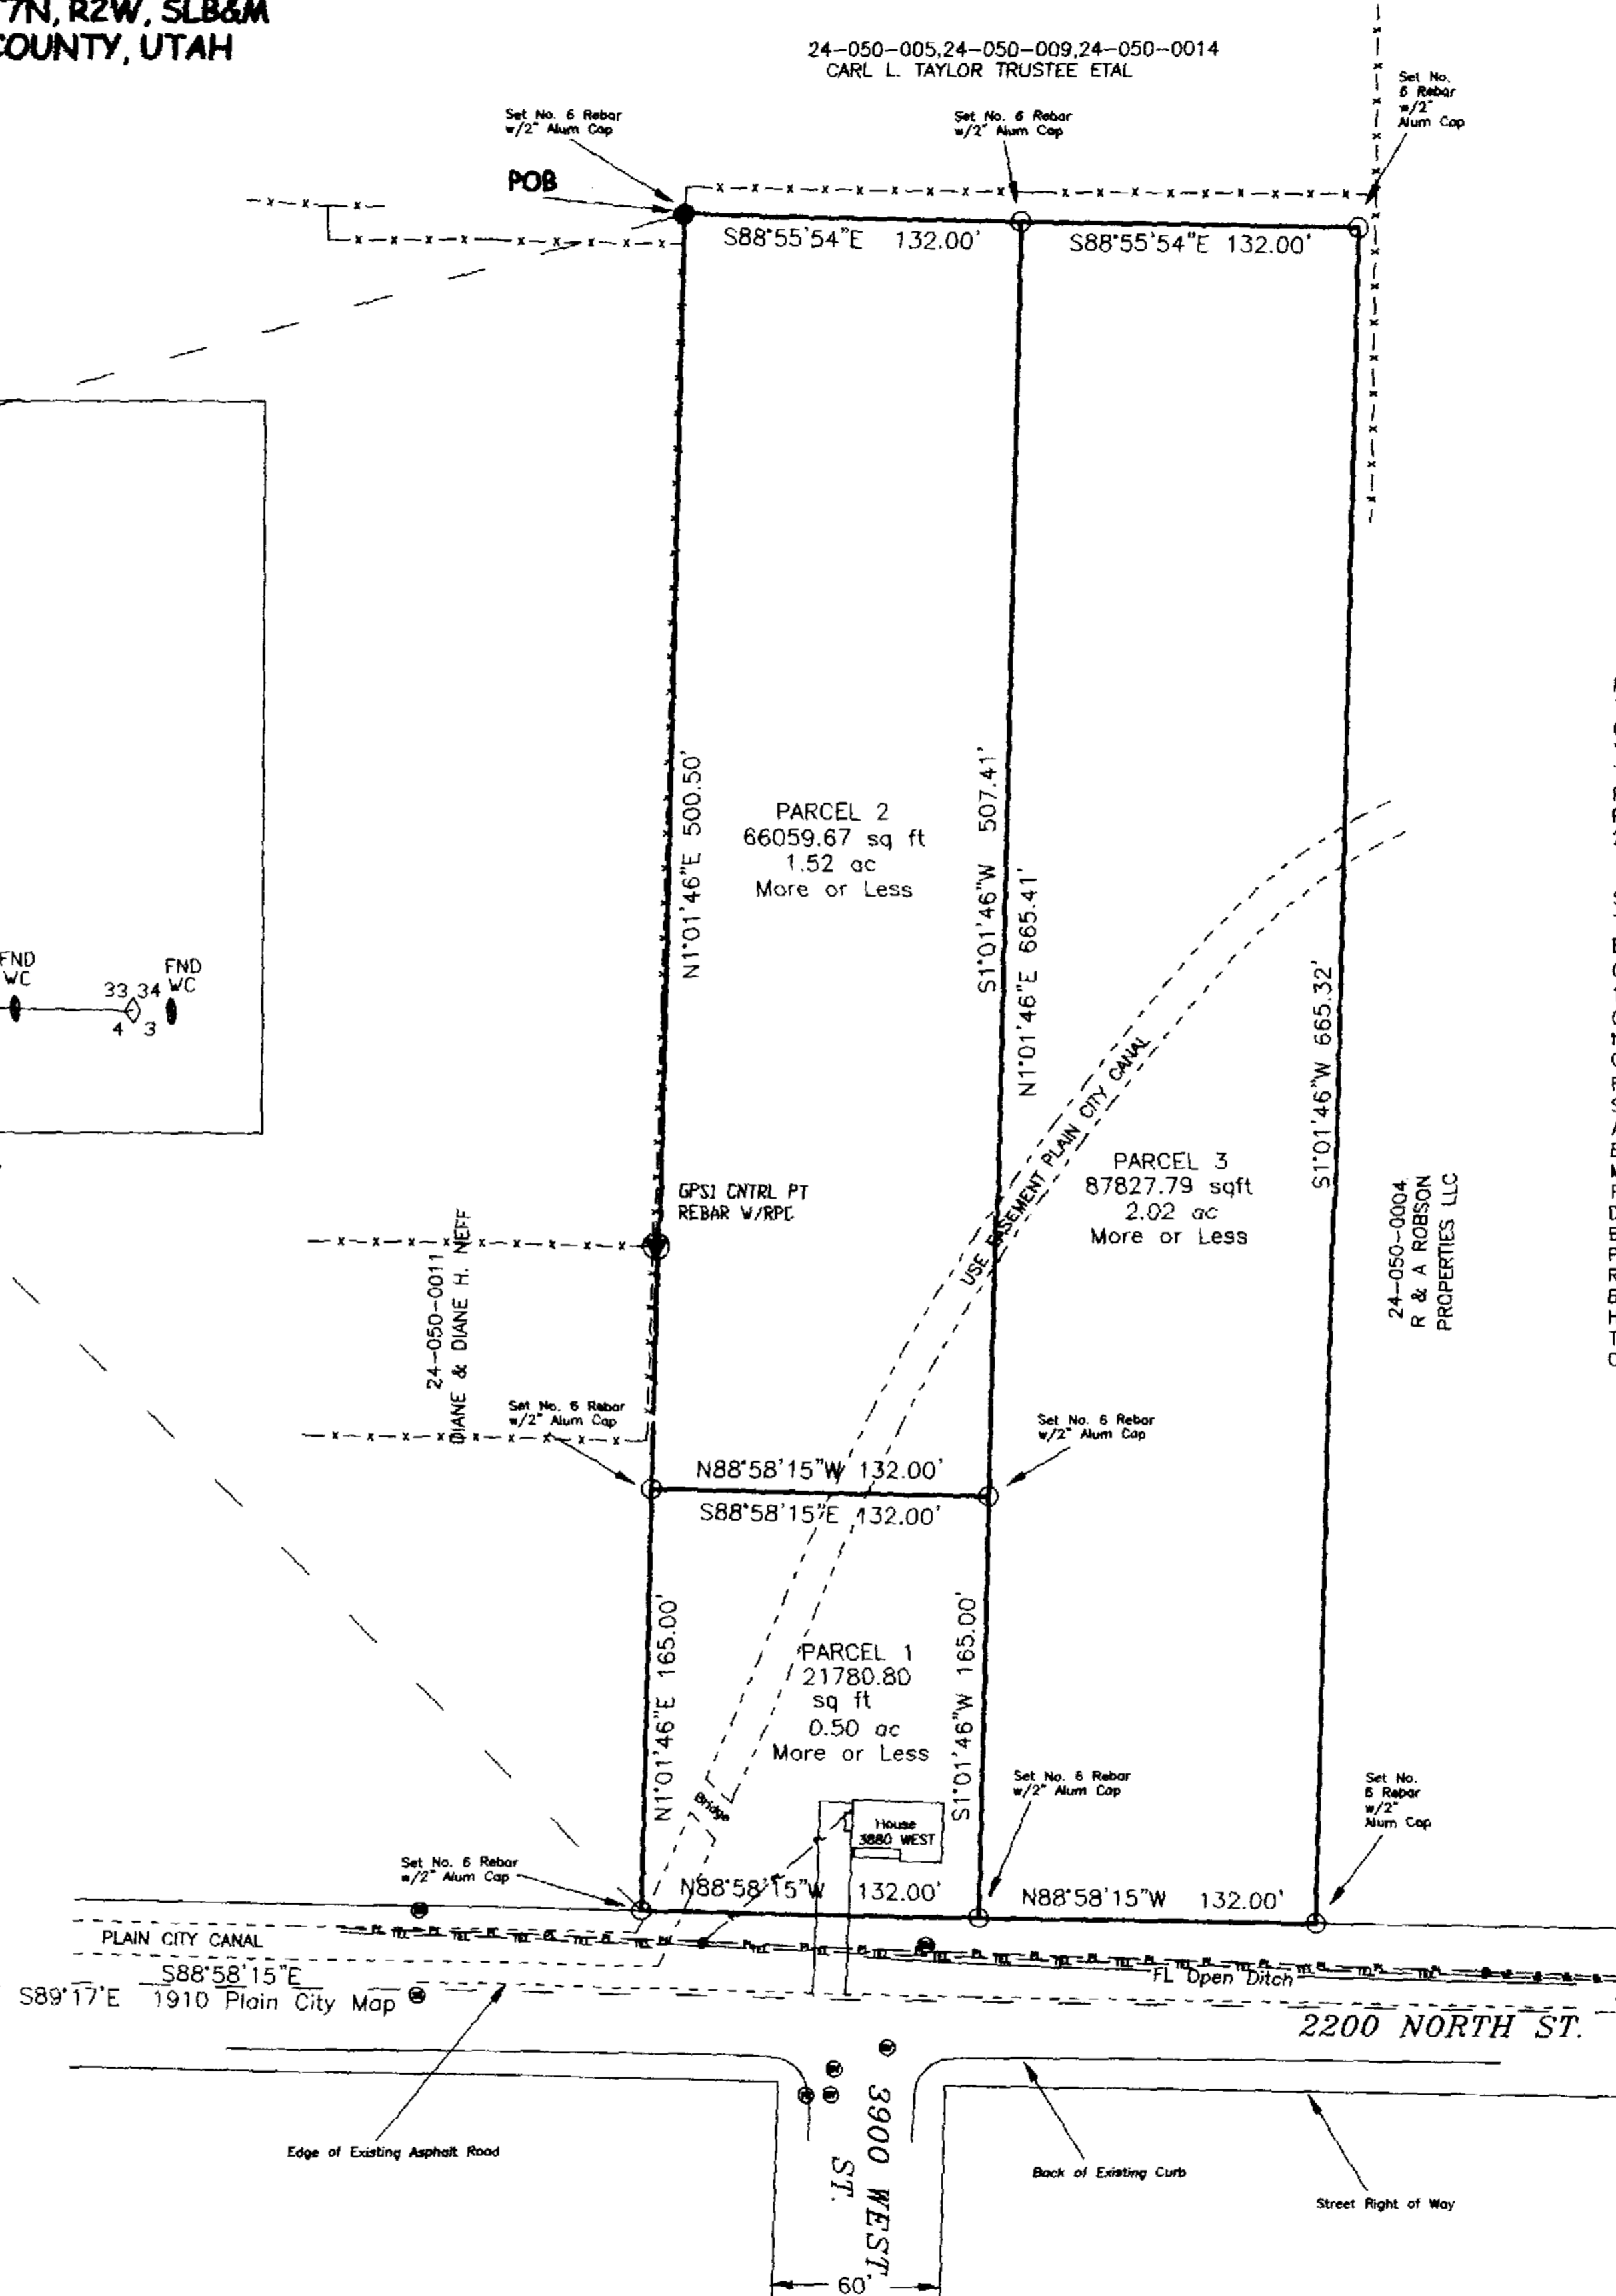 7N, R2W, SLB&M
COUNTY, UTAH
24-050-005,24-050-009,24-050-0014
CARL L. TAYLOR TRUSTEE ETAL
Set No. 6 Rebar
w/2" Alum Cap
Set No. 6 Rebar
w/2" Alum Cap
Set No.
6 Rebar
w/2"
Alum Cap
POB
S88°55'54"E 132.00'
S88°55'54"E 132.00'
N1°01'46"E 500.50'
PARCEL 2
66059.67 sq ft
1.52 ac
More or Less
S1°01'46"W 507.41'
N1°01'46"E 665.41'
S1°01'46"W 665.32'
FND
WC
33 34
4 3
FND
WC
USE EASEMENT PLAIN CITY CANAL
PARCEL 3
87827.79 sqft
2.02 ac
More or Less
GPS1 CNTRL PT
REBAR W/RPC
24-050-0011
DIANE & DIANE H. NEFF
24-050-0004
R & A ROBSON
PROPERTIES LLC
Set No. 6 Rebar
w/2" Alum Cap
Set No. 6 Rebar
w/2" Alum Cap
N88°58'15"W 132.00'
S88°58'15"E 132.00'
N1°01'46"E 165.00'
PARCEL 1
21780.80
sq ft
0.50 ac
More or Less
S1°01'46"W 165.00'
Bridge
House
3880 WEST
Set No. 6 Rebar
w/2" Alum Cap
Set No.
6 Rebar
w/2"
Alum Cap
Set No. 6 Rebar
w/2" Alum Cap
N88°58'15"W 132.00'
N88°58'15"W 132.00'
PLAIN CITY CANAL
S88°58'15"E
S89°17'E 1910 Plain City Map
FL Open Ditch
2200 NORTH ST.
3900 WEST
ST.
Edge of Existing Asphalt Road
Back of Existing Curb
Street Right of Way
60'